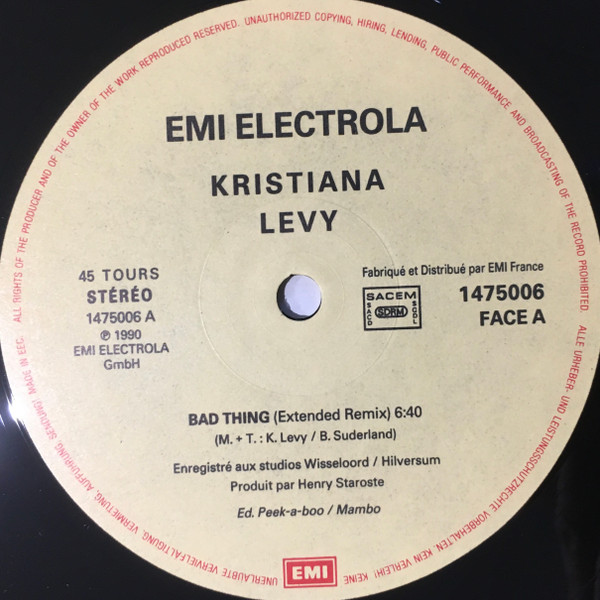 ALL RIGHTS OF THE PRODUCER AND OF THE OWNER OF THE WORK REPRODUCED RESERVED. UNAUTHORIZED COPYING, HIRING, LENDING, PUBLIC PERFORMANCE AND BROADCASTING OF THE RECORD PROHIBITED.
ALLE URHEBER- UND LEISTUNGSSCHUTZRECHTE VORBEHALTEN. KEIN VERLEIH! KEINE UNERLAUBTE VERVIELFÄLTIGUNG, VERMIETUNG, AUFFÜHRUNG, SENDUNG! MADE IN EEC.
EMI ELECTROLA
KRISTIANA
LEVY
45 TOURS
STÉRÉO
1475006 A
℗ 1990
EMI ELECTROLA
GmbH
Fabriqué et Distribué par EMI France
SACEM
SACD
SDRM
SGDL
1475006
FACE A
BAD THING (Extended Remix) 6:40
(M. + T. : K. Levy / B. Suderland)
Enregistré aux studios Wisseloord / Hilversum
Produit par Henry Staroste
Ed. Peek-a-boo / Mambo
EMI